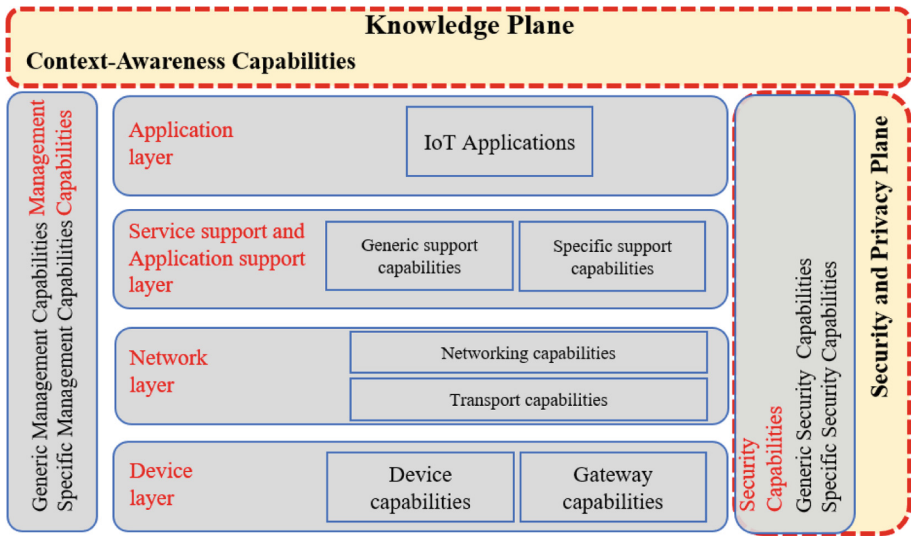 Knowledge Plane
Context-Awareness Capabilities
Management
Capabilities
Generic Management Capabilities
Specific Management Capabilities
Application
layer
IoT Applications
Service support and
Application support
layer
Generic support
capabilities
Specific support
capabilities
Network
layer
Networking capabilities
Transport capabilities
Device
layer
Device
capabilities
Gateway
capabilities
Security
Capabilities
Generic Security Capabilities
Specific Security Capabilities
Security and Privacy Plane